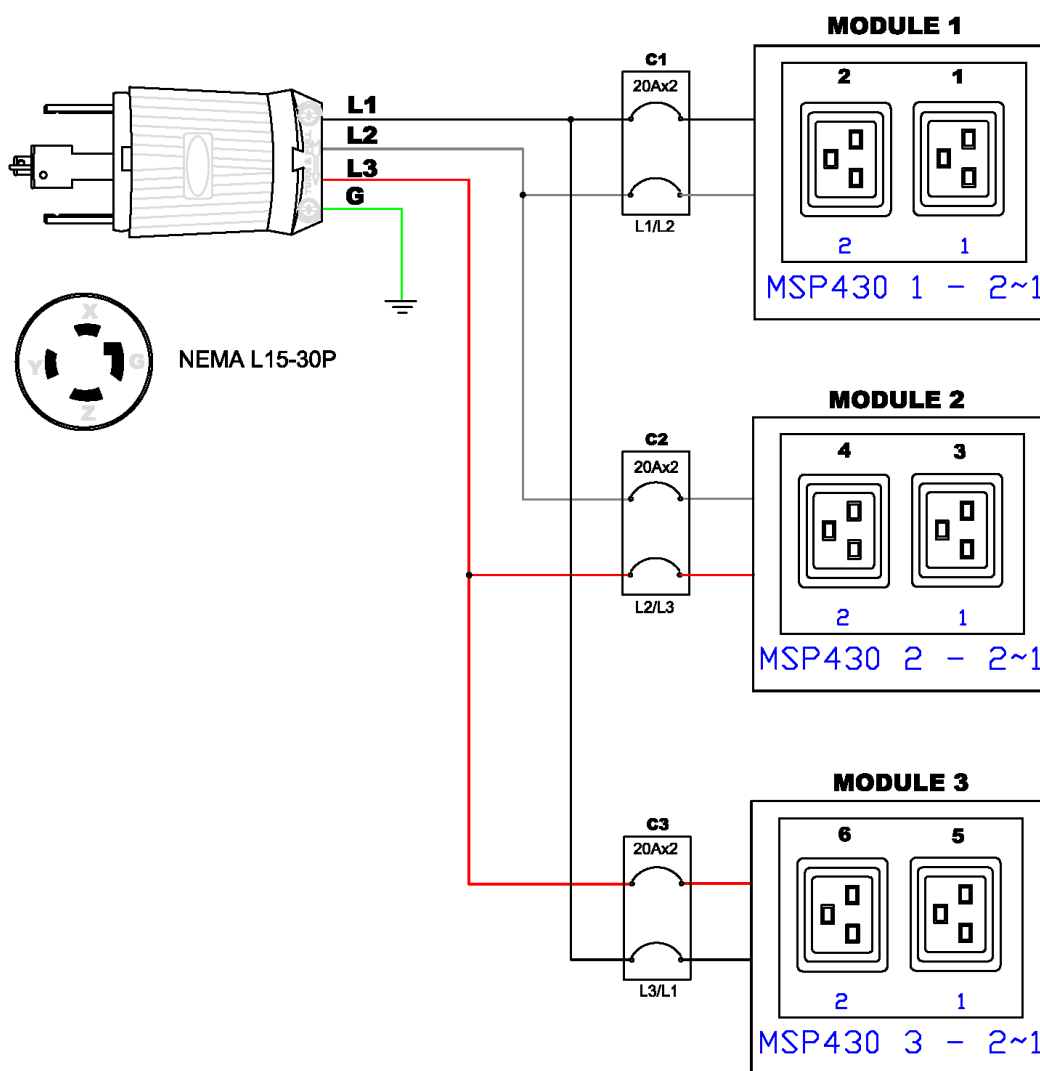 MODULE 1
C1
20Ax2
L1/L2
2 1
2 1
MSP430 1 - 2~1
L1
L2
L3
G
X
Y
G
Z
NEMA L15-30P
MODULE 2
C2
20Ax2
L2/L3
4 3
2 1
MSP430 2 - 2~1
MODULE 3
C3
20Ax2
L3/L1
6 5
2 1
MSP430 3 - 2~1